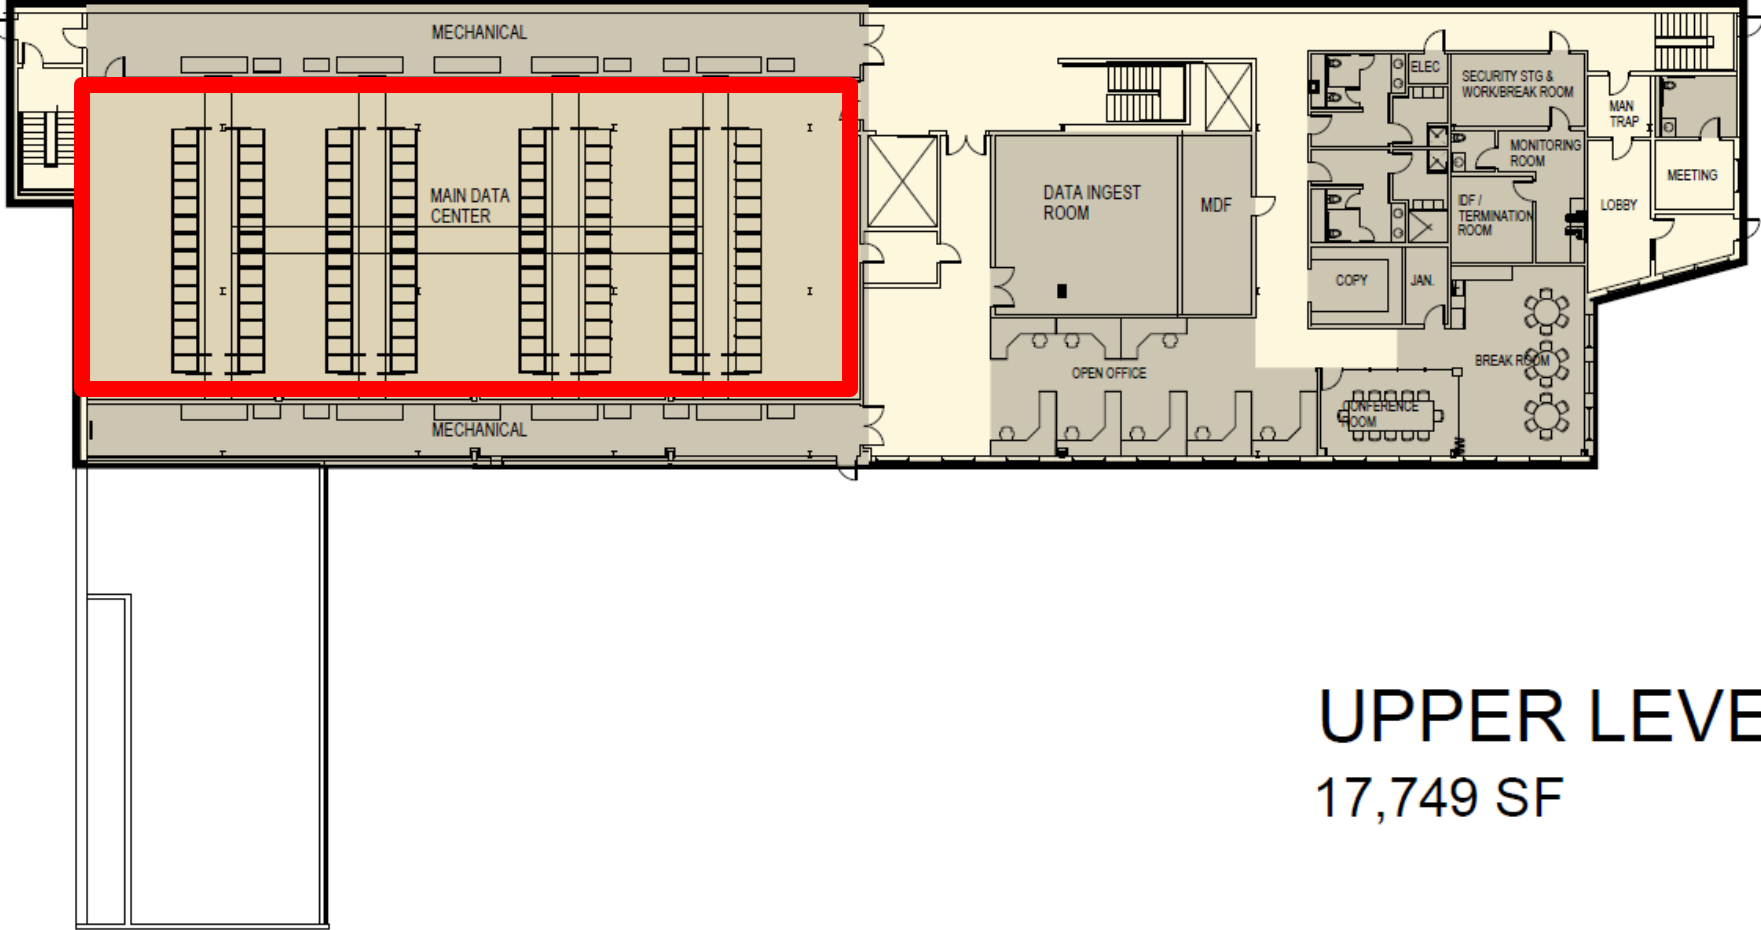 MECHANICAL
ELEC
SECURITY STG &
WORK/BREAK ROOM
MAN
TRAP
MONITORING
ROOM
MEETING
MAIN DATA
CENTER
DATA INGEST
ROOM
MDF
IDF /
TERMINATION
ROOM
LOBBY
COPY
JAN.
BREAK ROOM
OPEN OFFICE
CONFERENCE
ROOM
MECHANICAL
UPPER LEVE
17,749 SF